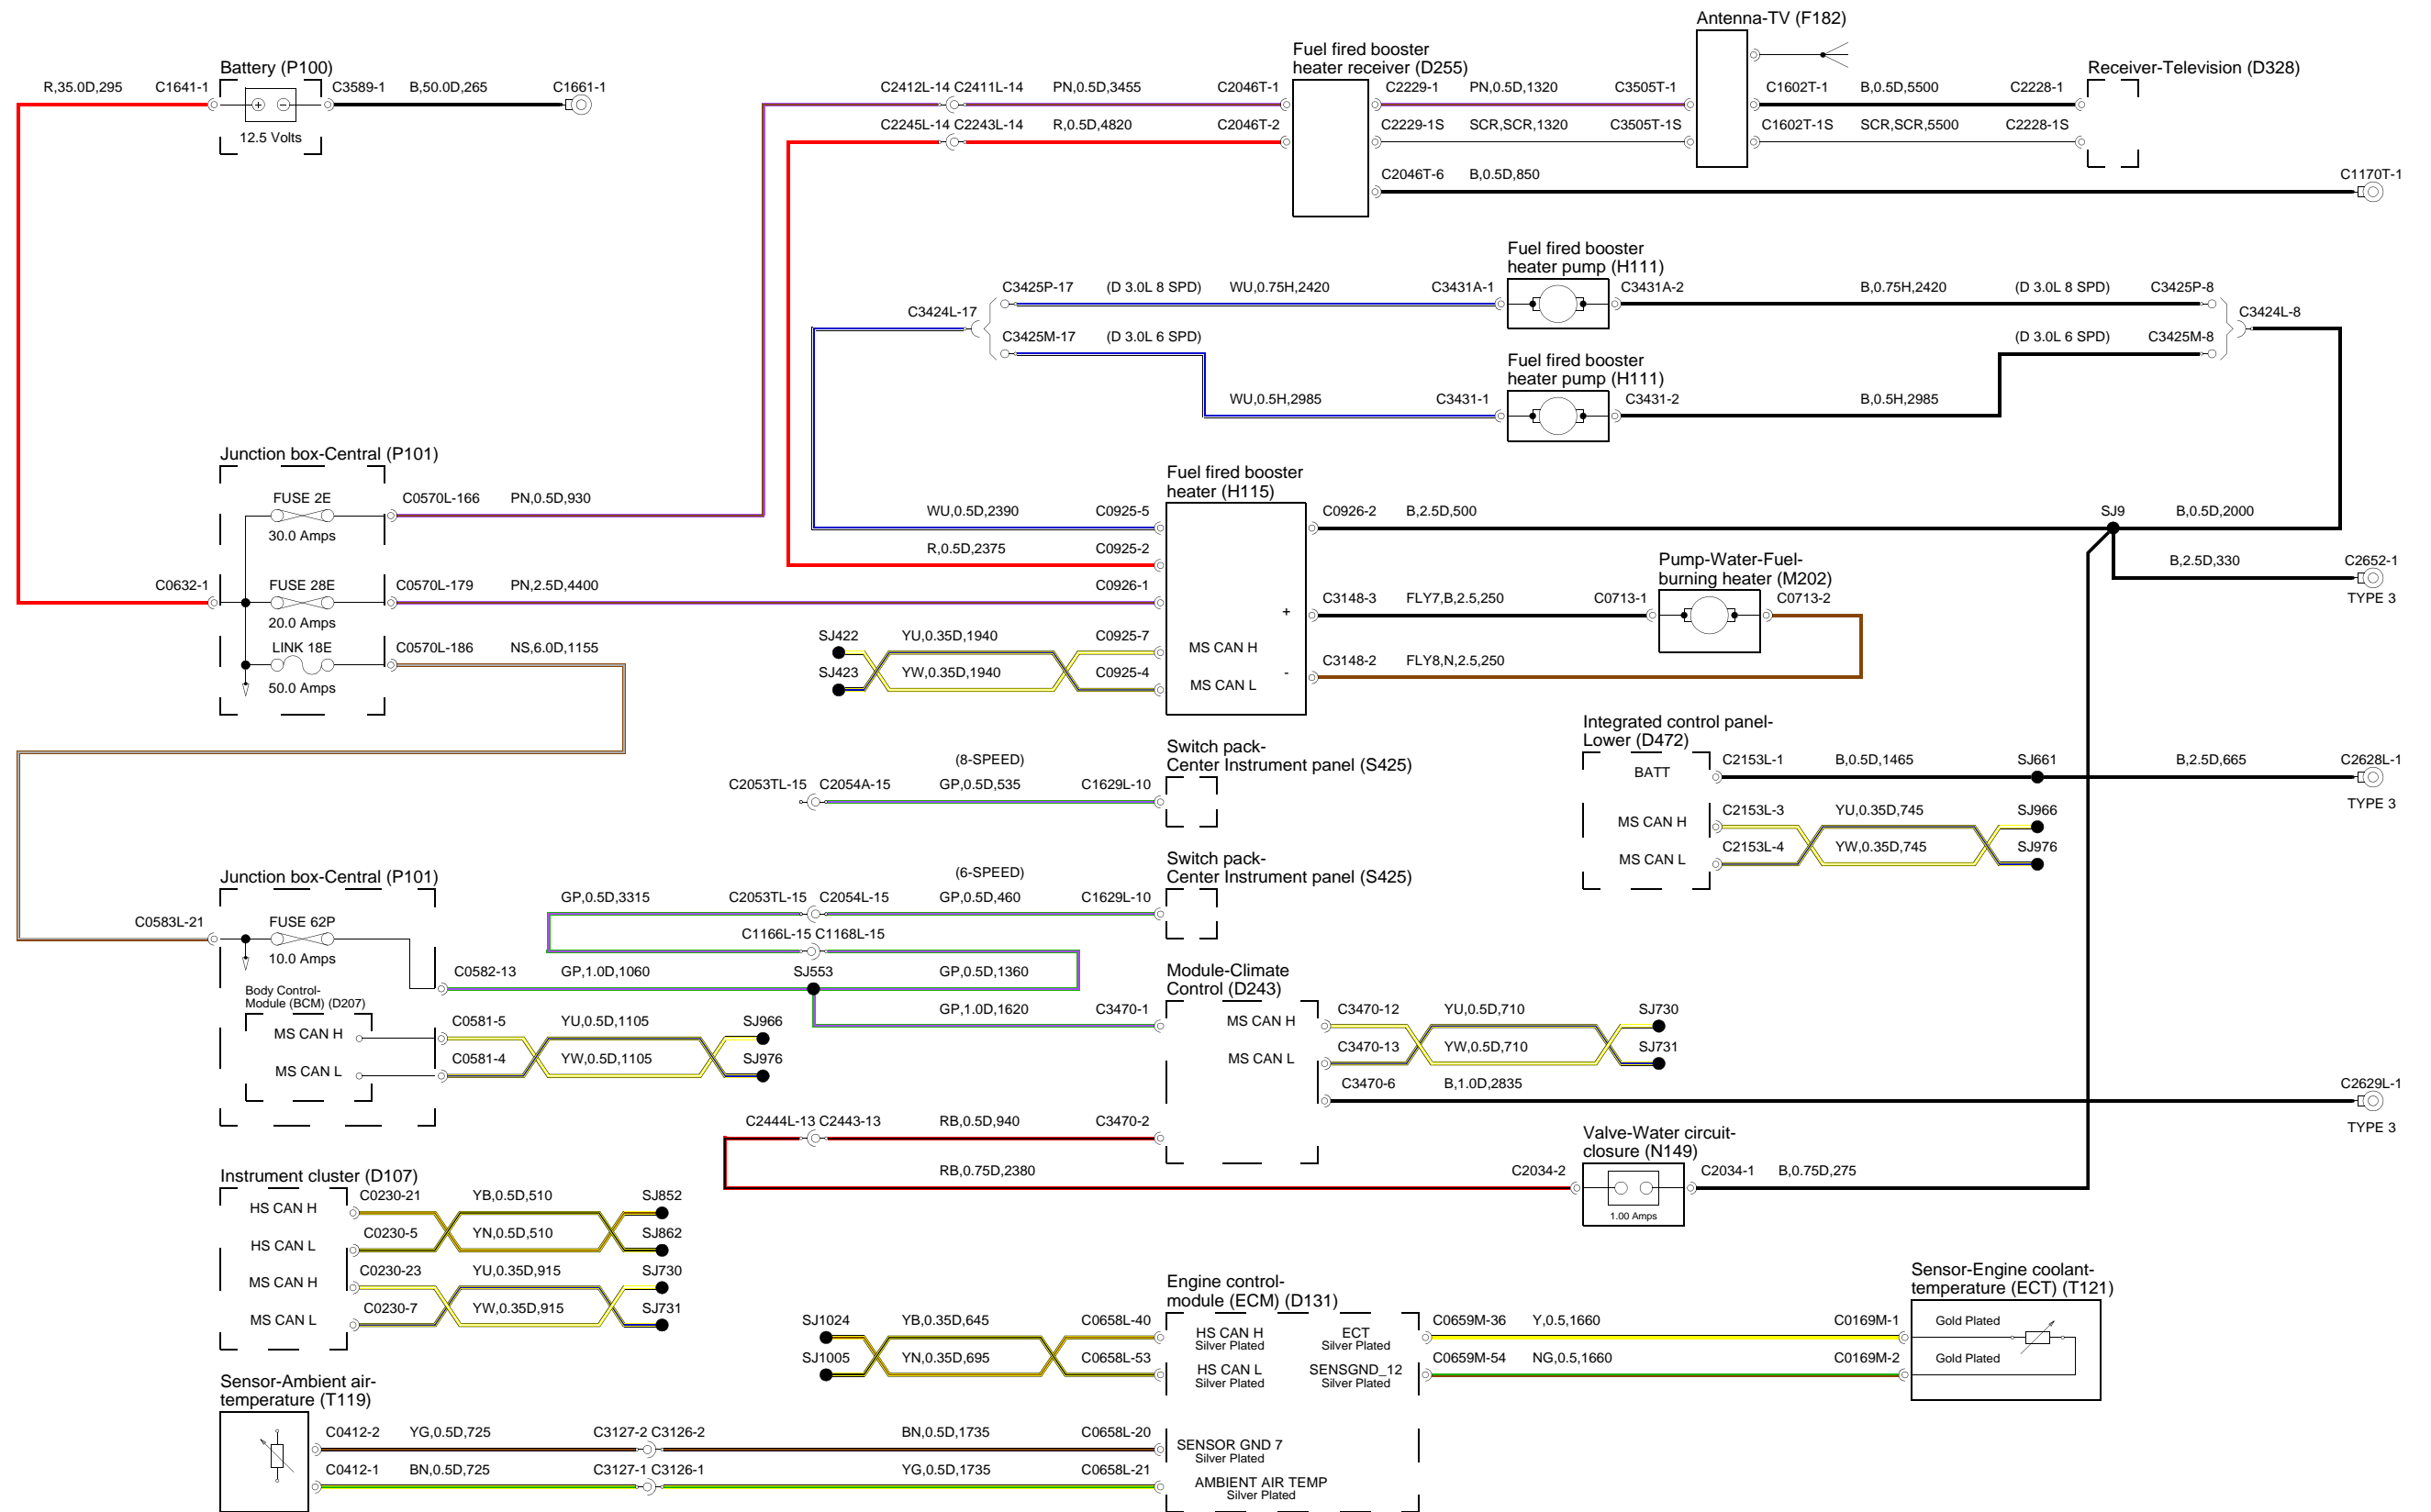 Antenna-TV (F182)
Battery (P100)
Fuel fired booster
heater receiver (D255)
Receiver-Television (D328)
R,35.0D,295 C1641-1 C3589-1 B,50.0D,265 C1661-1
12.5 Volts
C2412L-14 C2411L-14 PN,0.5D,3455 C2046T-1 C2229-1 PN,0.5D,1320 C3505T-1 C1602T-1 B,0.5D,5500 C2228-1
C2245L-14 C2243L-14 R,0.5D,4820 C2046T-2 C2229-1S SCR,SCR,1320 C3505T-1S C1602T-1S SCR,SCR,5500 C2228-1S
C2046T-6 B,0.5D,850 C1170T-1
Fuel fired booster
heater pump (H111)
C3425P-17 (D 3.0L 8 SPD) WU,0.75H,2420 C3431A-1 C3431A-2 B,0.75H,2420 (D 3.0L 8 SPD) C3425P-8
C3424L-17 C3424L-8
C3425M-17 (D 3.0L 6 SPD) (D 3.0L 6 SPD) C3425M-8
Fuel fired booster
heater pump (H111)
WU,0.5H,2985 C3431-1 C3431-2 B,0.5H,2985
Junction box-Central (P101)
FUSE 2E C0570L-166 PN,0.5D,930
30.0 Amps
C0632-1 FUSE 28E C0570L-179 PN,2.5D,4400
20.0 Amps
LINK 18E C0570L-186 NS,6.0D,1155
50.0 Amps
Fuel fired booster
heater (H115)
WU,0.5D,2390 C0925-5 C0926-2 B,2.5D,500 SJ9 B,0.5D,2000
R,0.5D,2375 C0925-2
B,2.5D,330 C2652-1
TYPE 3
C0926-1
Pump-Water-Fuel-
burning heater (M202)
+ C3148-3 FLY7,B,2.5,250 C0713-1 C0713-2
SJ422 YU,0.35D,1940 C0925-7 MS CAN H
SJ423 YW,0.35D,1940 C0925-4 MS CAN L
- C3148-2 FLY8,N,2.5,250
Switch pack-
Center Instrument panel (S425)
(8-SPEED)
C2053TL-15 C2054A-15 GP,0.5D,535 C1629L-10
Integrated control panel-
Lower (D472)
BATT C2153L-1 B,0.5D,1465 SJ661 B,2.5D,665 C2628L-1
TYPE 3
MS CAN H C2153L-3 YU,0.35D,745 SJ966
MS CAN L C2153L-4 YW,0.35D,745 SJ976
Switch pack-
Center Instrument panel (S425)
(6-SPEED)
GP,0.5D,3315 C2053TL-15 C2054L-15 GP,0.5D,460 C1629L-10
C1166L-15 C1168L-15
Junction box-Central (P101)
C0583L-21 FUSE 62P
10.0 Amps
C0582-13 GP,1.0D,1060 SJ553 GP,0.5D,1360
GP,1.0D,1620 C3470-1
Body Control-
Module (BCM) (D207)
MS CAN H C0581-5 YU,0.5D,1105 SJ966
MS CAN L C0581-4 YW,0.5D,1105 SJ976
Module-Climate
Control (D243)
MS CAN H C3470-12 YU,0.5D,710 SJ730
MS CAN L C3470-13 YW,0.5D,710 SJ731
C3470-6 B,1.0D,2835 C2629L-1
TYPE 3
C2444L-13 C2443-13 RB,0.5D,940 C3470-2
Valve-Water circuit-
closure (N149)
RB,0.75D,2380 C2034-2 C2034-1 B,0.75D,275
1.00 Amps
Instrument cluster (D107)
HS CAN H C0230-21 YB,0.5D,510 SJ852
HS CAN L C0230-5 YN,0.5D,510 SJ862
MS CAN H C0230-23 YU,0.35D,915 SJ730
MS CAN L C0230-7 YW,0.35D,915 SJ731
Engine control-
module (ECM) (D131)
SJ1024 YB,0.35D,645 C0658L-40 HS CAN H
Silver Plated
SJ1005 YN,0.35D,695 C0658L-53 HS CAN L
Silver Plated
ECT
Silver Plated
SENSGND_12
Silver Plated
C0659M-36 Y,0.5,1660 C0169M-1
C0659M-54 NG,0.5,1660 C0169M-2
Sensor-Engine coolant-
temperature (ECT) (T121)
Gold Plated
Gold Plated
Sensor-Ambient air-
temperature (T119)
C0412-2 YG,0.5D,725 C3127-2 C3126-2 BN,0.5D,1735 C0658L-20 SENSOR GND 7
Silver Plated
C0412-1 BN,0.5D,725 C3127-1 C3126-1 YG,0.5D,1735 C0658L-21 AMBIENT AIR TEMP
Silver Plated